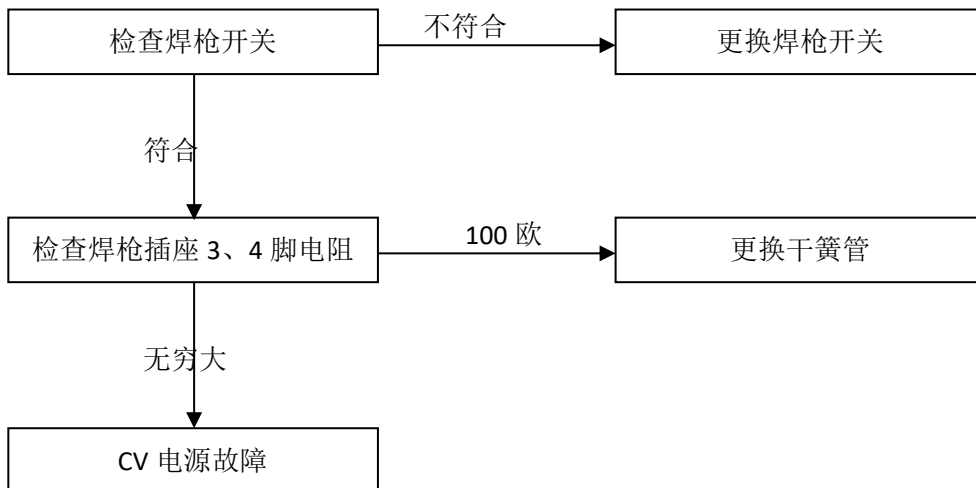 检查焊枪开关
不符合
更换焊枪开关
符合
检查焊枪插座 3、4 脚电阻
100 欧
更换干簧管
无穷大
CV 电源故障